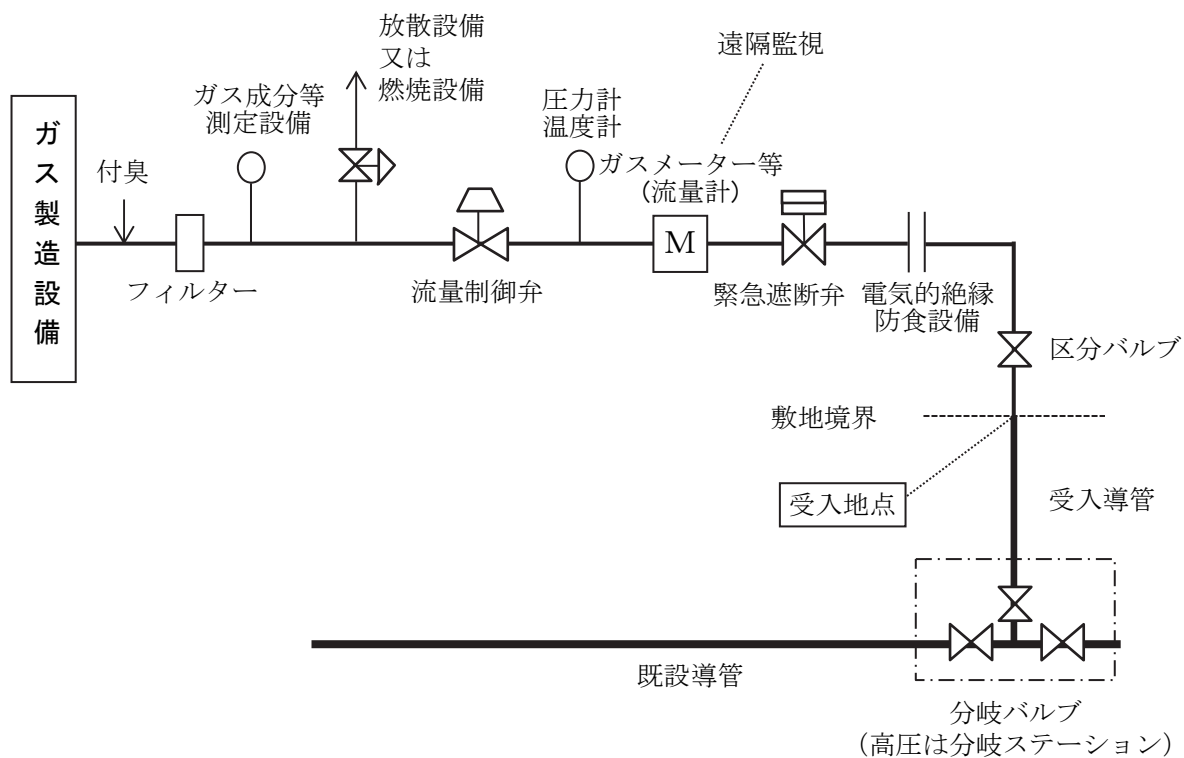 放散設備
又は
燃焼設備
遠隔監視
ガス成分等
測定設備
圧力計
温度計
ガスメーター等
(流量計)
ガス製造設備
付臭
M
フィルター
流量制御弁
緊急遮断弁
電気的絶縁
防食設備
区分バルブ
敷地境界
受入地点
受入導管
既設導管
分岐バルブ
（高圧は分岐ステーション）